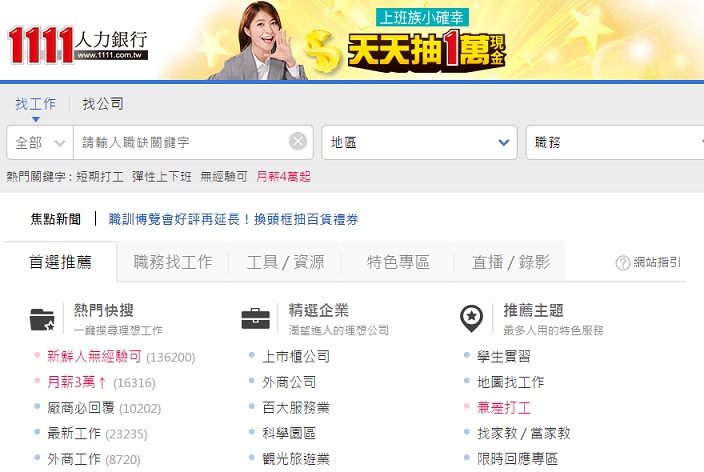 1111 人力銀行
www.1111.com.tw
上班族小確幸
天天抽1萬現金
找工作 找公司
全部 請輸入職缺關鍵字 地區 職務
熱門關鍵字 : 短期打工 彈性上下班 無經驗可 月薪4萬起
焦點新聞 職訓博覽會好評再延長！換頭框抽百貨禮券
首選推薦 職務找工作 工具 / 資源 特色專區 直播 / 錄影 網站指引
熱門快搜 精選企業 推薦主題
一鍵搜尋理想工作 渴望進入的理想公司 最多人用的特色服務
新鮮人無經驗可 (136200) 上市櫃公司 學生實習
月薪3萬↑ (16316) 外商公司 地圖找工作
廠商必回覆 (10202) 百大服務業 兼差打工
最新工作 (23235) 科學園區 找家教 / 當家教
外商工作 (8720) 觀光旅遊業 限時回應專區